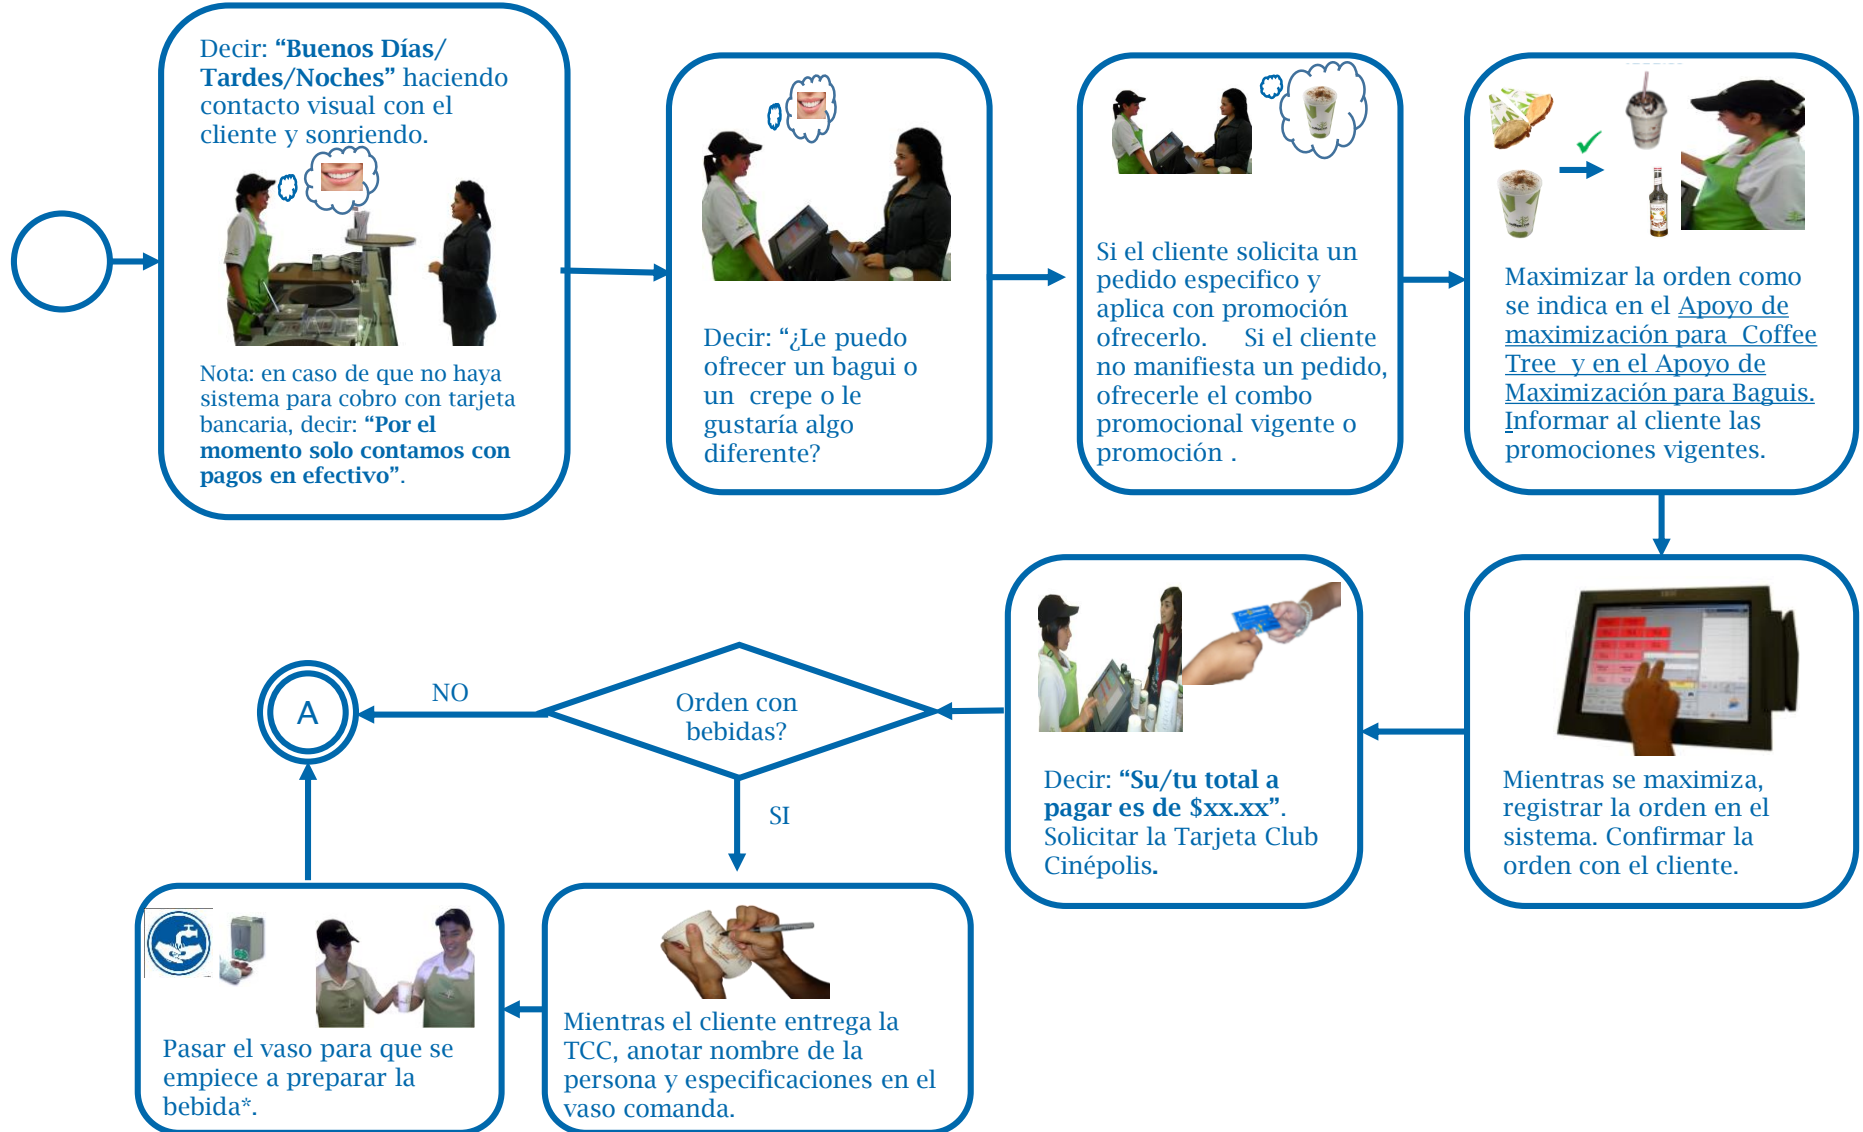 Decir: “Buenos Días/
Tardes/Noches” haciendo
contacto visual con el
cliente y sonriendo.
Nota: en caso de que no haya
sistema para cobro con tarjeta
bancaria, decir: “Por el
momento solo contamos con
pagos en efectivo”.
Decir: “¿Le puedo
ofrecer un bagui o
un crepe o le
gustaría algo
diferente?
Si el cliente solicita un
pedido especifico y
aplica con promoción
ofrecerlo. Si el cliente
no manifiesta un pedido,
ofrecerle el combo
promocional vigente o
promoción .
Maximizar la orden como
se indica en el Apoyo de
maximización para Coffee
Tree y en el Apoyo de
Maximización para Baguis.
Informar al cliente las
promociones vigentes.
Mientras se maximiza,
registrar la orden en el
sistema. Confirmar la
orden con el cliente.
Decir: “Su/tu total a
pagar es de $xx.xx”.
Solicitar la Tarjeta Club
Cinépolis.
Orden con
bebidas?
NO
A
SI
Mientras el cliente entrega la
TCC, anotar nombre de la
persona y especificaciones en el
vaso comanda.
Pasar el vaso para que se
empiece a preparar la
bebida*.